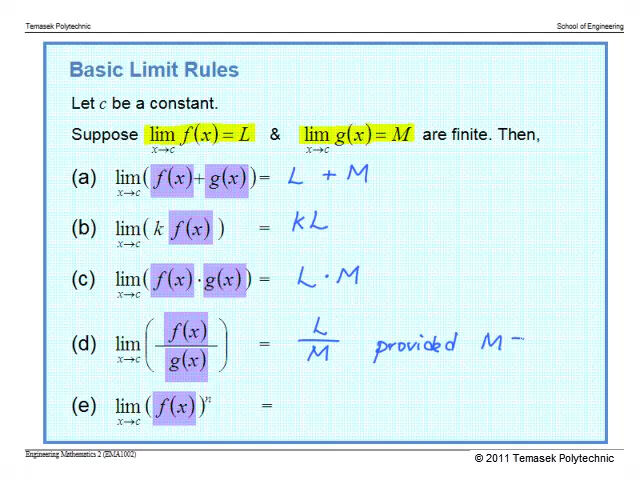 Temasek Polytechnic School of Engineering
Basic Limit Rules
Let c be a constant.
Suppose lim x→c f(x) = L & lim x→c g(x) = M are finite. Then,
(a) lim x→c ( f(x) + g(x) ) = L + M
(b) lim x→c ( k f(x) ) = kL
(c) lim x→c ( f(x) · g(x) ) = L · M
(d) lim x→c ( f(x) / g(x) ) = L / M provided M -
(e) lim x→c ( f(x) )^n =
Engineering Mathematics 2 (EMA1002) © 2011 Temasek Polytechnic